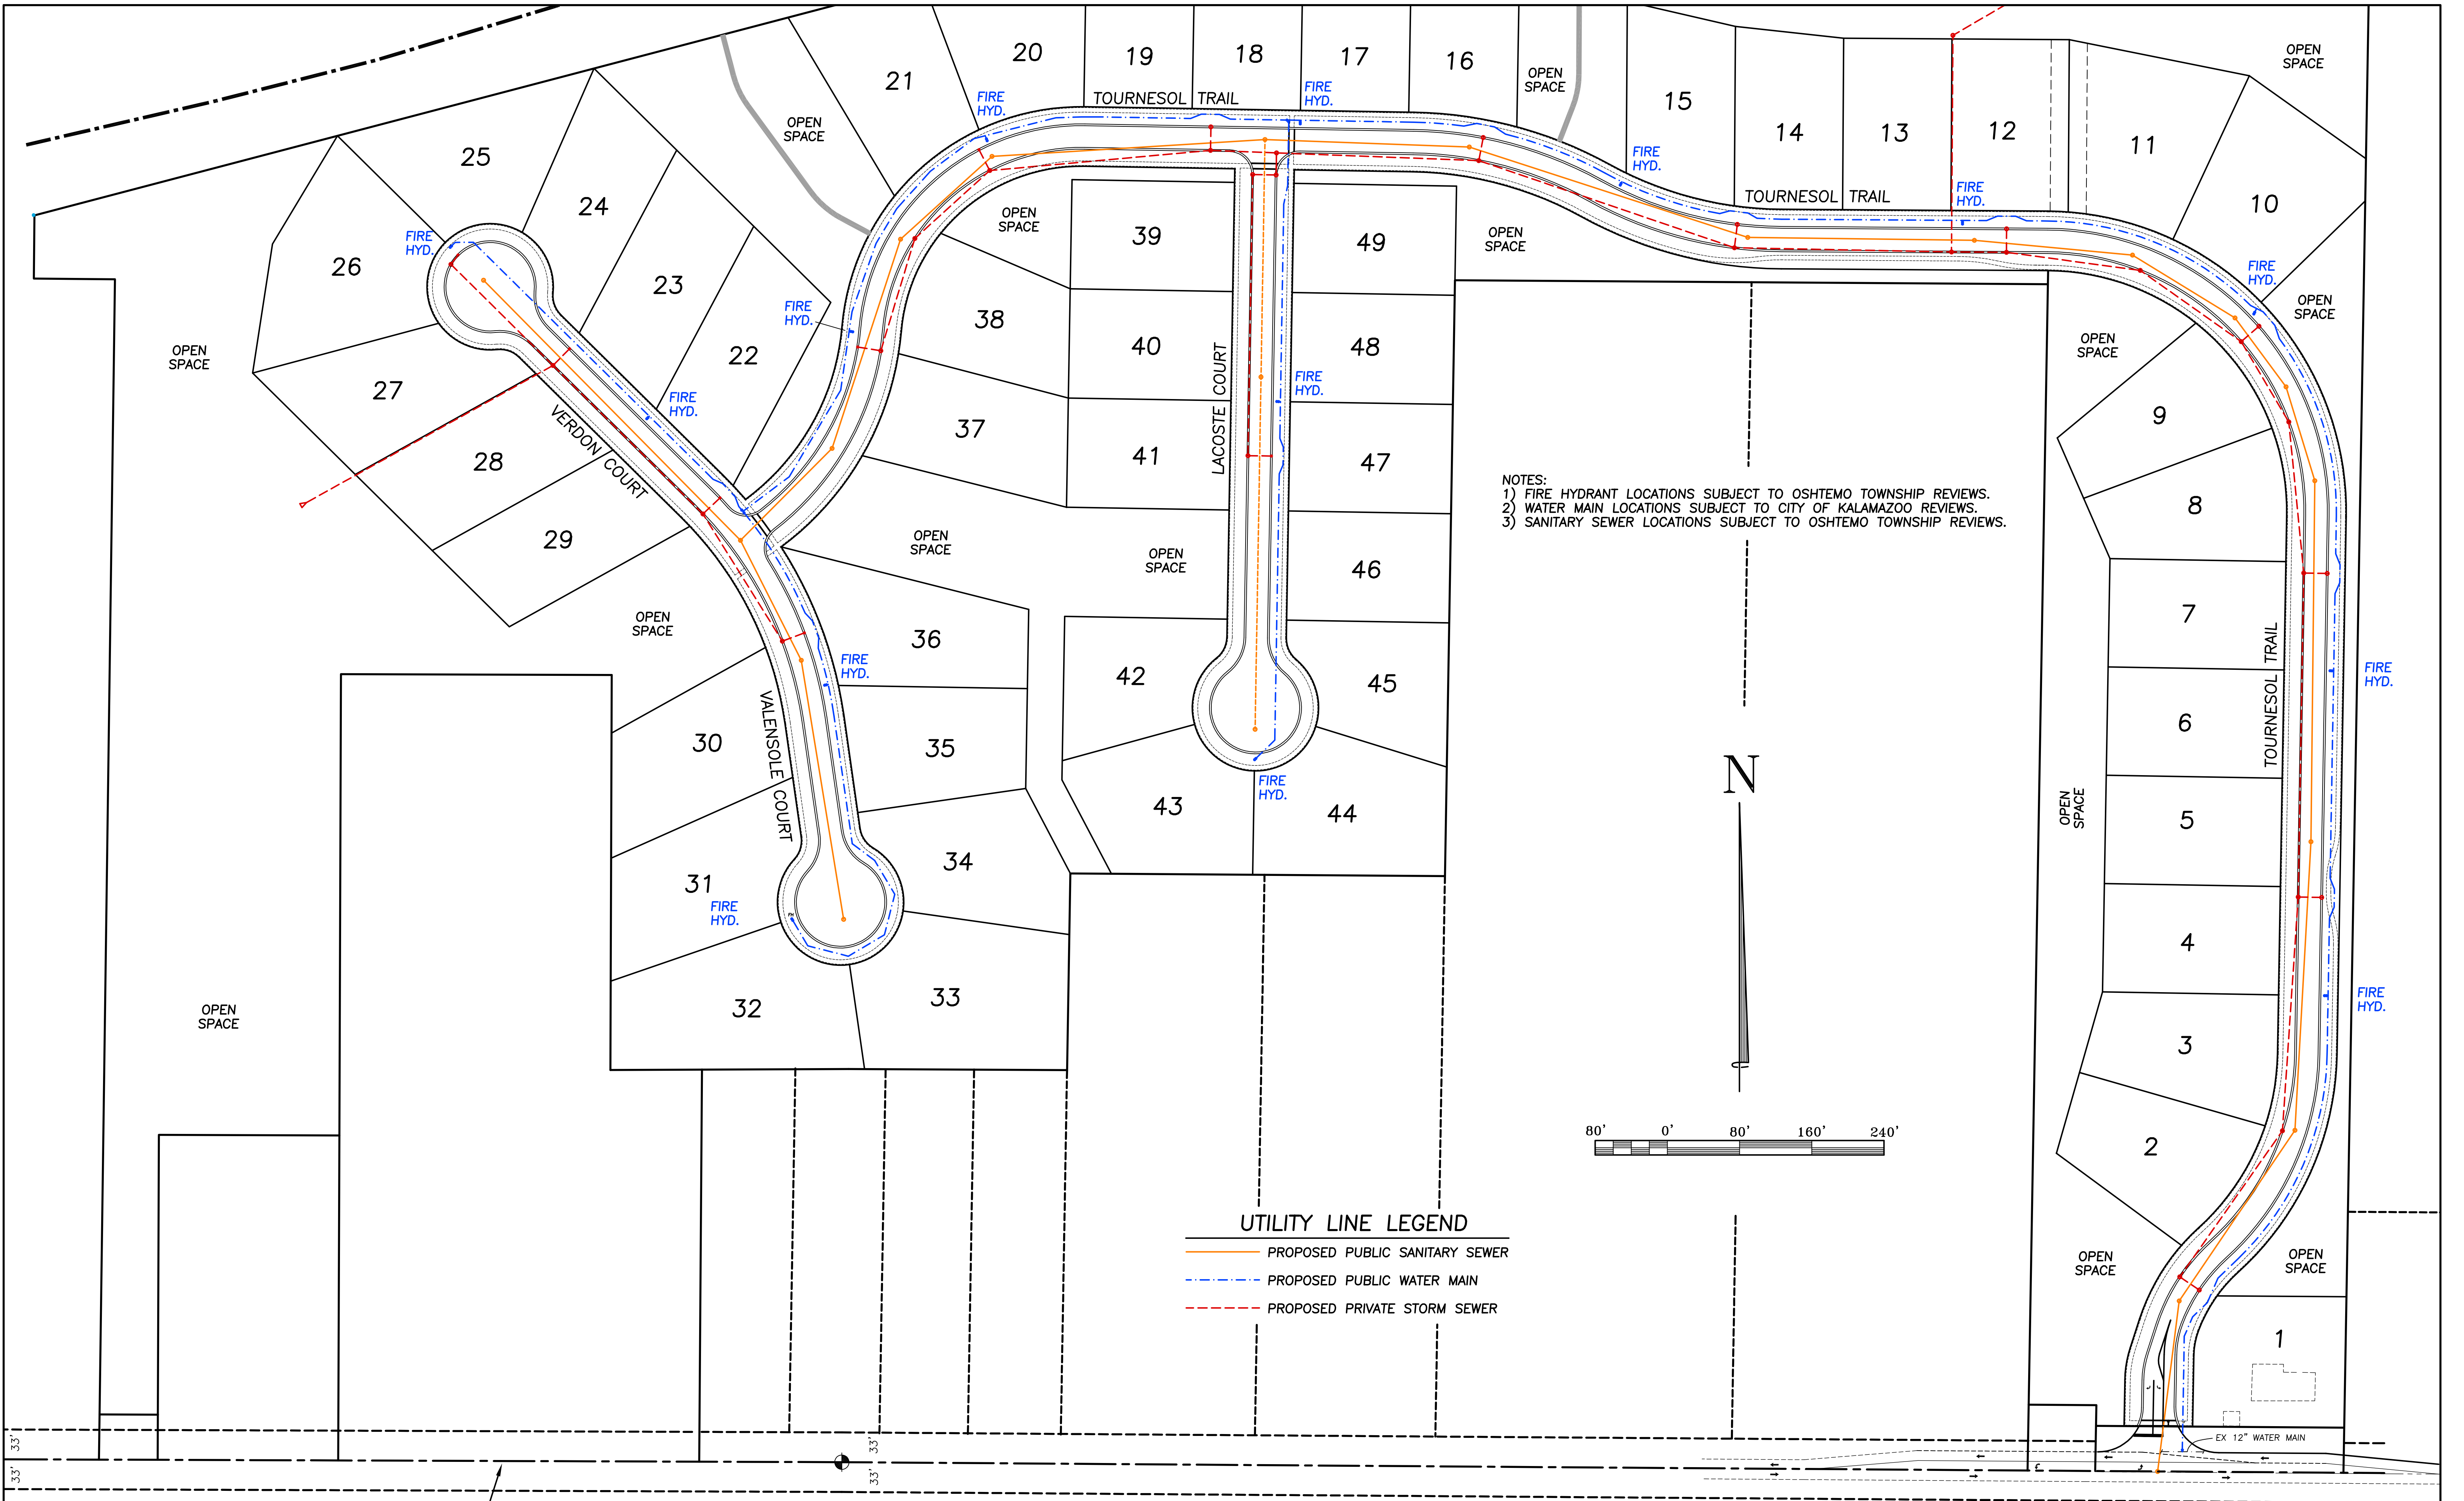 20
19
18
17
16
OPEN
SPACE
15
14
13
12
11
10
OPEN
SPACE
21
OPEN
SPACE
FIRE
HYD.
TOURNESOL TRAIL
FIRE
HYD.
FIRE
HYD.
TOURNESOL TRAIL
FIRE
HYD.
FIRE
HYD.
OPEN
SPACE
25
24
23
22
26
FIRE
HYD.
FIRE
HYD.
FIRE
HYD.
OPEN
SPACE
27
28
29
VERDON COURT
OPEN
SPACE
OPEN
SPACE
38
37
OPEN
SPACE
39
40
41
OPEN
SPACE
LACOSTE COURT
49
48
47
46
FIRE
HYD.
OPEN
SPACE
42
43
44
45
FIRE
HYD.
36
35
34
33
32
31
30
FIRE
HYD.
FIRE
HYD.
VALENSOLE COURT
OPEN
SPACE
NOTES:
1) FIRE HYDRANT LOCATIONS SUBJECT TO OSHTEMO TOWNSHIP REVIEWS.
2) WATER MAIN LOCATIONS SUBJECT TO CITY OF KALAMAZOO REVIEWS.
3) SANITARY SEWER LOCATIONS SUBJECT TO OSHTEMO TOWNSHIP REVIEWS.
N
80' 0' 80' 160' 240'
UTILITY LINE LEGEND
PROPOSED PUBLIC SANITARY SEWER
PROPOSED PUBLIC WATER MAIN
PROPOSED PRIVATE STORM SEWER
OPEN
SPACE
9
8
7
6
5
4
3
2
TOURNESOL TRAIL
OPEN
SPACE
FIRE
HYD.
FIRE
HYD.
OPEN
SPACE
OPEN
SPACE
1
EX 12" WATER MAIN
33'
33'
33'
33'